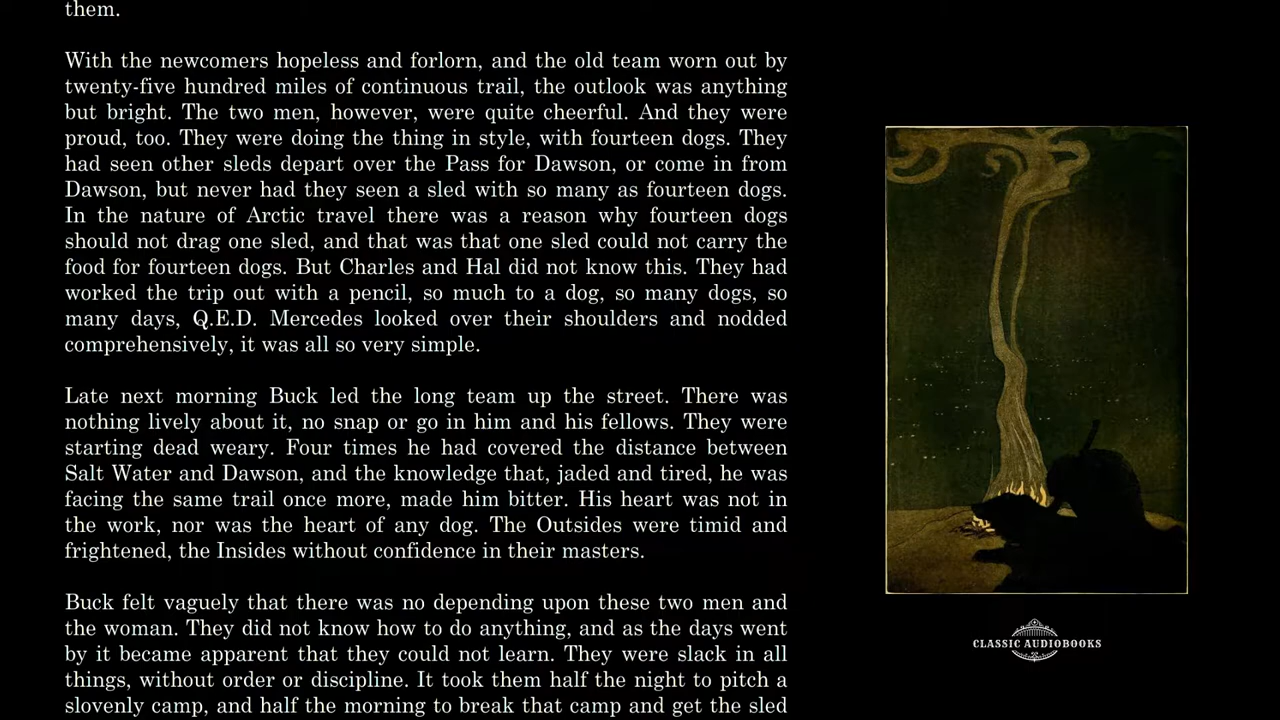 them.
With the newcomers hopeless and forlorn, and the old team worn out by
twenty-five hundred miles of continuous trail, the outlook was anything
but bright. The two men, however, were quite cheerful. And they were
proud, too. They were doing the thing in style, with fourteen dogs. They
had seen other sleds depart over the Pass for Dawson, or come in from
Dawson, but never had they seen a sled with so many as fourteen dogs.
In the nature of Arctic travel there was a reason why fourteen dogs
should not drag one sled, and that was that one sled could not carry the
food for fourteen dogs. But Charles and Hal did not know this. They had
worked the trip out with a pencil, so much to a dog, so many dogs, so
many days, Q.E.D. Mercedes looked over their shoulders and nodded
comprehensively, it was all so very simple.
Late next morning Buck led the long team up the street. There was
nothing lively about it, no snap or go in him and his fellows. They were
starting dead weary. Four times he had covered the distance between
Salt Water and Dawson, and the knowledge that, jaded and tired, he was
facing the same trail once more, made him bitter. His heart was not in
the work, nor was the heart of any dog. The Outsides were timid and
frightened, the Insides without confidence in their masters.
Buck felt vaguely that there was no depending upon these two men and
the woman. They did not know how to do anything, and as the days went
by it became apparent that they could not learn. They were slack in all
things, without order or discipline. It took them half the night to pitch a
slovenly camp, and half the morning to break that camp and get the sled
CLASSIC AUDIOBOOKS